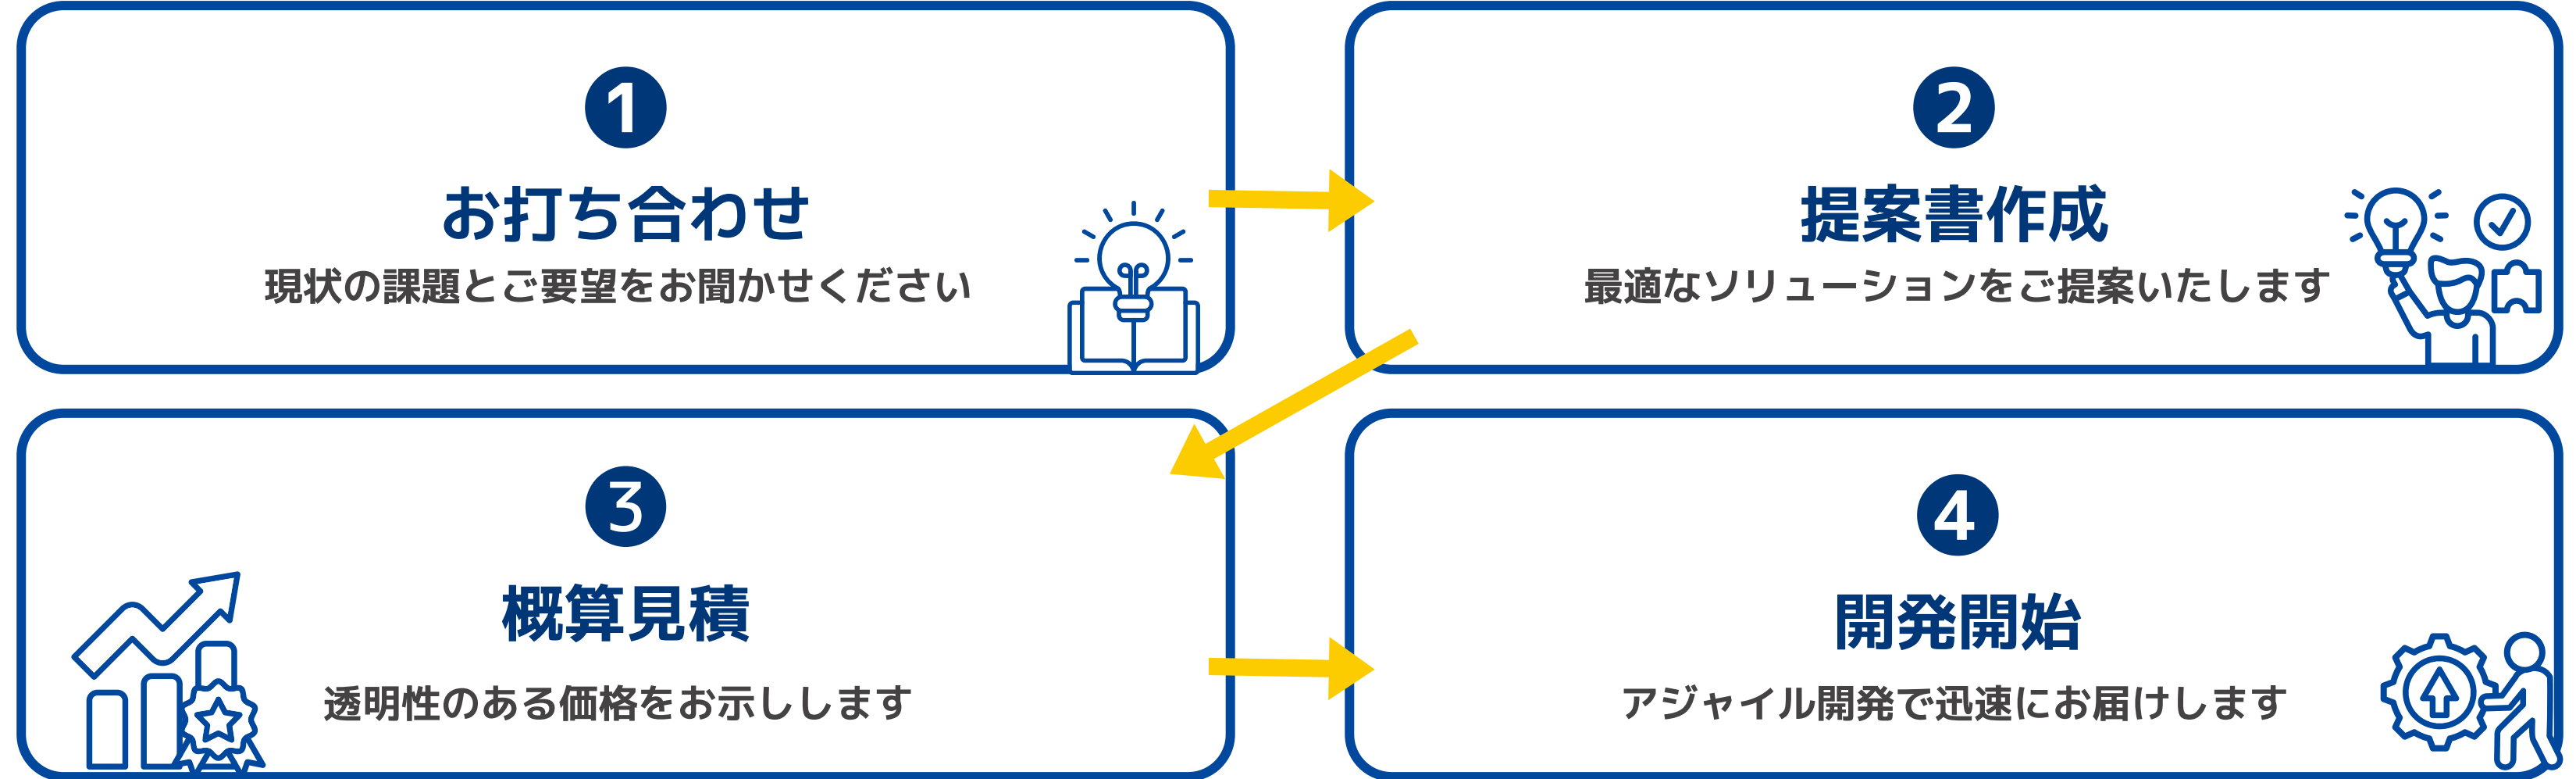 1
お打ち合わせ
現状の課題とご要望をお聞かせください
2
提案書作成
最適なソリューションをご提案いたします
3
概算見積
透明性のある価格をお示しします
4
開発開始
アジャイル開発で迅速にお届けします